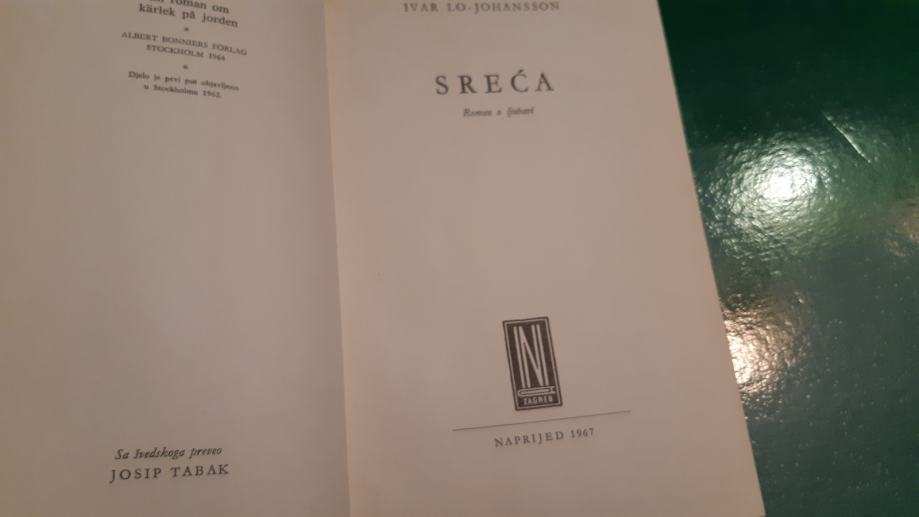 roman om
kärlek på jorden
ALBERT BONNIERS FÖRLAG
STOCKHOLM 1964
Djelo je prvi put objavljeno
u Stockholmu 1962.
Sa švedskoga preveo
JOSIP TABAK
IVAR LO-JOHANSSON
SREĆA
Roman o ljubavi
N
ZAGREB
NAPRIJED 1967